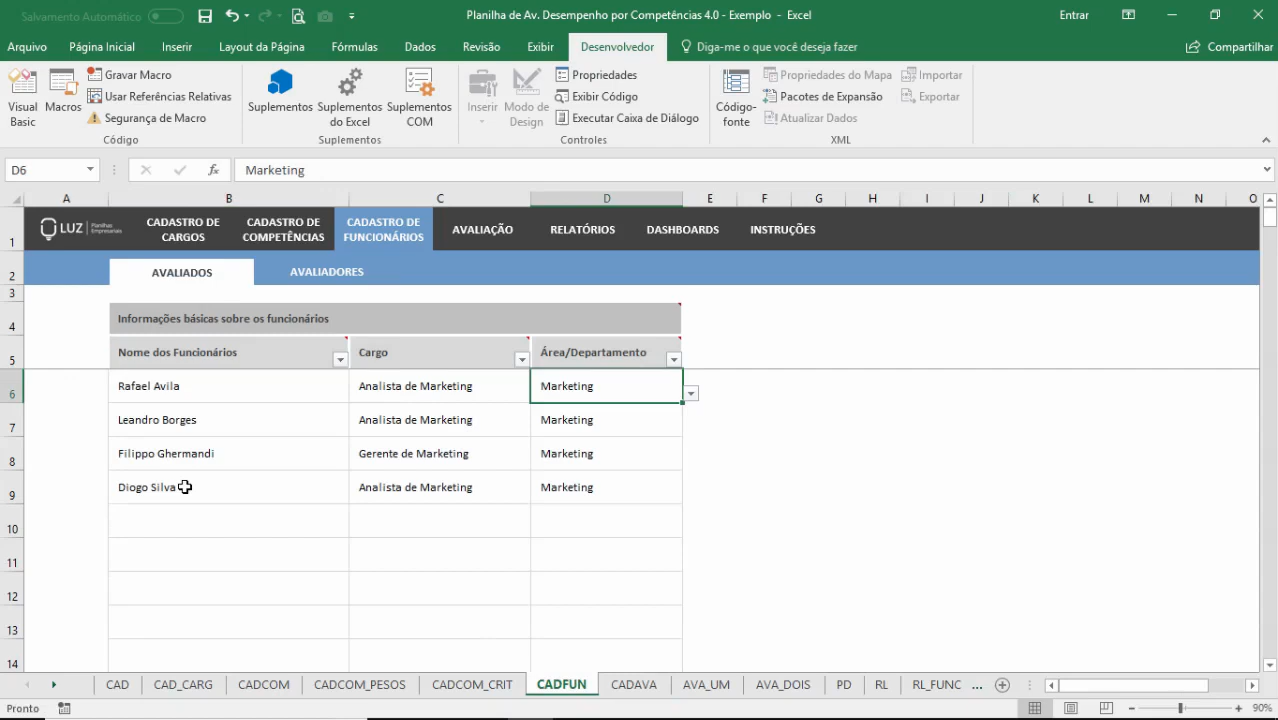 Salvamento Automático
Planilha de Av. Desempenho por Competências 4.0 - Exemplo - Excel
Entrar
Arquivo Página Inicial Inserir Layout da Página Fórmulas Dados Revisão Exibir Desenvolvedor Diga-me o que você deseja fazer Compartilhar
Visual Basic
Macros
Gravar Macro
Usar Referências Relativas
Segurança de Macro
Código
Suplementos
Suplementos do Excel
Suplementos COM
Suplementos
Inserir
Modo de Design
Propriedades
Exibir Código
Executar Caixa de Diálogo
Controles
Código-fonte
Propriedades do Mapa
Pacotes de Expansão
Atualizar Dados
Importar
Exportar
XML
D6 fx Marketing
A B C D E F G H I J K L M N O
1 LUZ Planilhas Empresariais
CADASTRO DE CARGOS
CADASTRO DE COMPETÊNCIAS
CADASTRO DE FUNCIONÁRIOS
AVALIAÇÃO RELATÓRIOS DASHBOARDS INSTRUÇÕES
2 AVALIADOS AVALIADORES
3
4 Informações básicas sobre os funcionários
5 Nome dos Funcionários Cargo Área/Departamento
6 Rafael Avila Analista de Marketing Marketing
7 Leandro Borges Analista de Marketing Marketing
8 Filippo Ghermandi Gerente de Marketing Marketing
9 Diogo Silva Analista de Marketing Marketing
10
11
12
13
14
CAD CAD_CARG CADCOM CADCOM_PESOS CADCOM_CRIT CADFUN CADAVA AVA_UM AVA_DOIS PD RL RL_FUNC ...
Pronto 90%